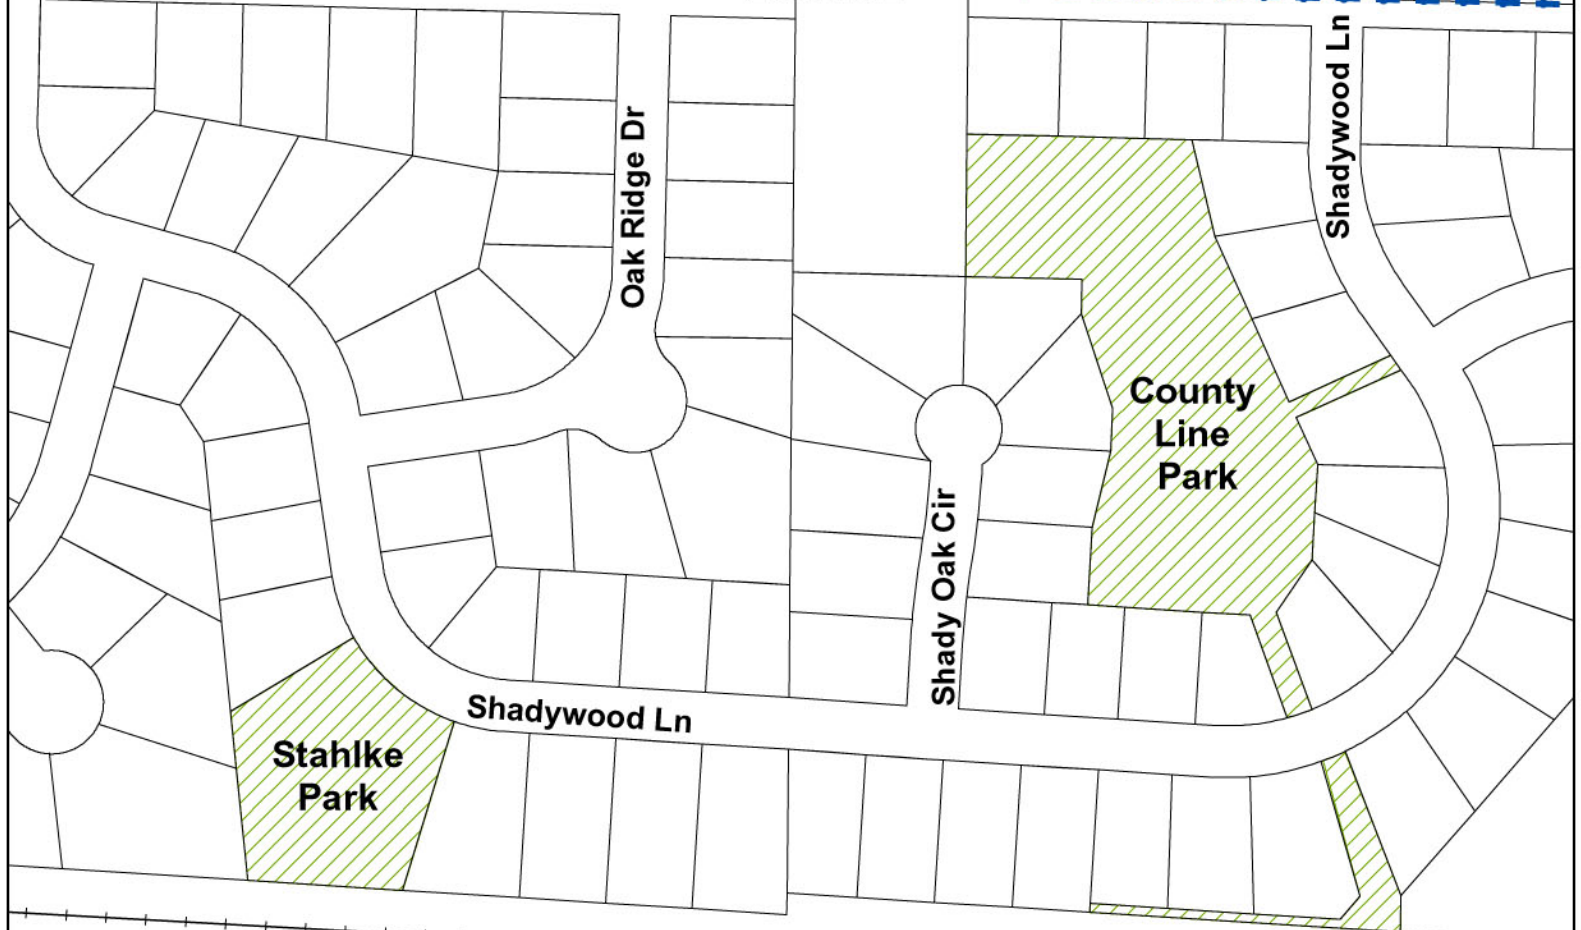 Shadywood Ln
Oak Ridge Dr
County
Line
Park
Shady Oak Cir
Shadywood Ln
Stahlke
Park